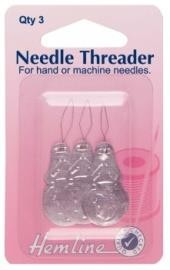 Qty 3
Needle Threader
For hand or machine needles.
Hemline